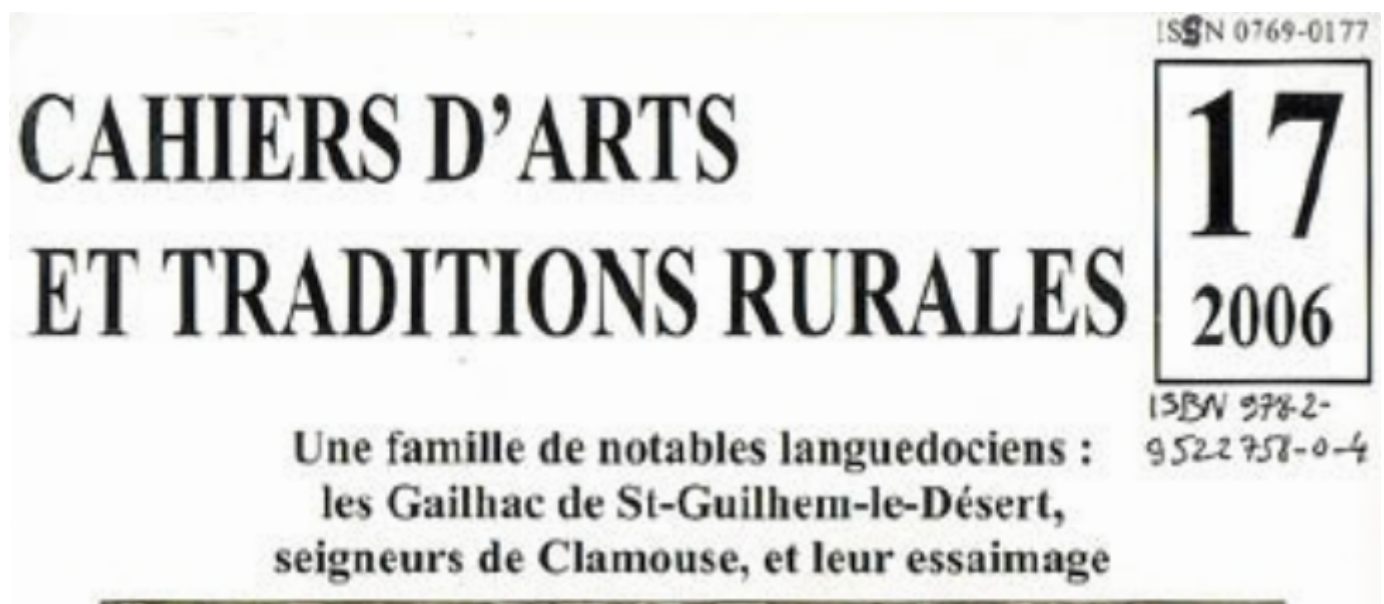 ISSN 0769-0177
CAHIERS D'ARTS
ET TRADITIONS RURALES
17
2006
ISBN 978-2-
9522758-0-4
Une famille de notables languedociens :
les Gailhac de St-Guilhem-le-Désert,
seigneurs de Clamouse, et leur essaimage